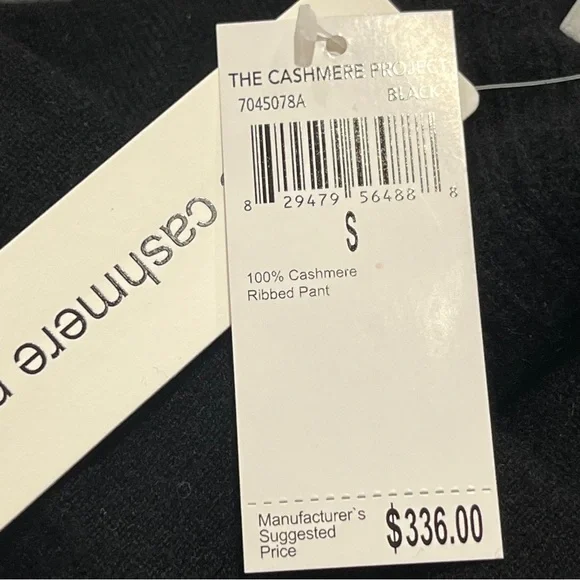 THE CASHMERE PROJECT
7045078A BLACK
8 29479 56488 8
S
100% Cashmere
Ribbed Pant
Manufacturer`s
Suggested
Price
$336.00
cashmere